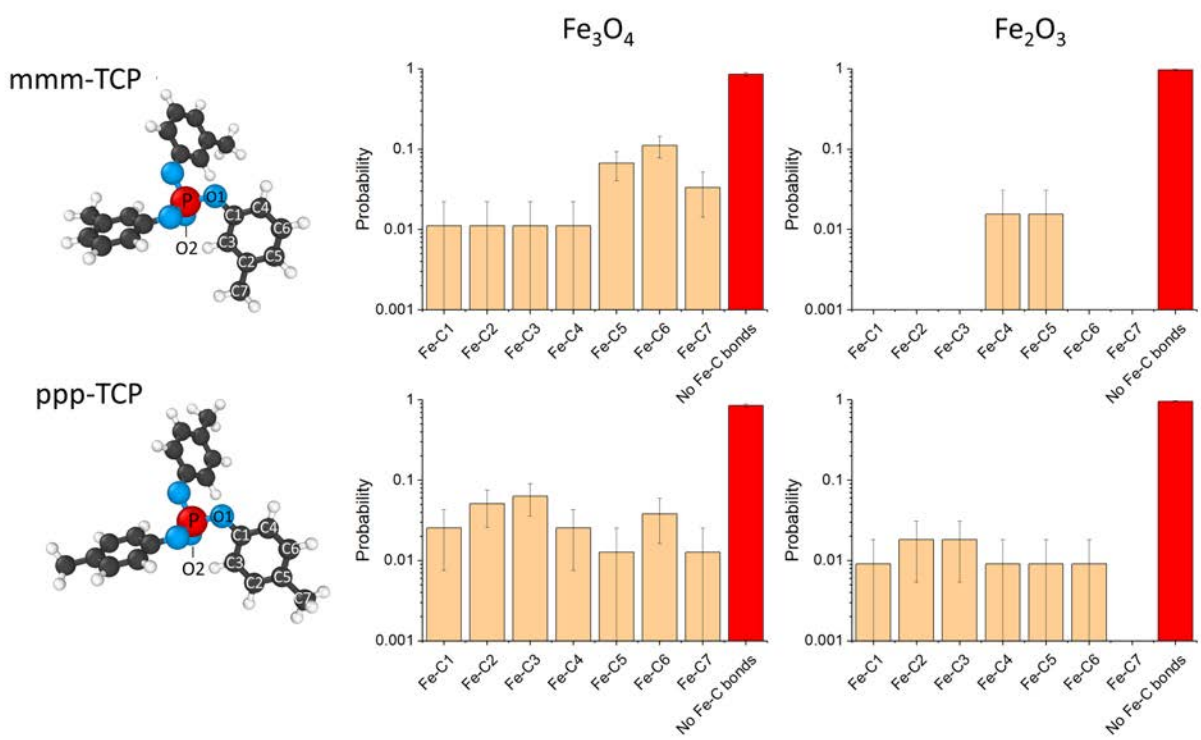 Fe3O4
Fe2O3
mmm-TCP
P
O1
O2
C1
C4
C6
C3
C5
C2
C7
Probability
1
0.1
0.01
0.001
Fe-C1
Fe-C2
Fe-C3
Fe-C4
Fe-C5
Fe-C6
Fe-C7
No Fe-C bonds
Probability
1
0.1
0.01
0.001
Fe-C1
Fe-C2
Fe-C3
Fe-C4
Fe-C5
Fe-C6
Fe-C7
No Fe-C bonds
ppp-TCP
P
O1
O2
C1
C4
C6
C3
C2
C5
C7
Probability
1
0.1
0.01
0.001
Fe-C1
Fe-C2
Fe-C3
Fe-C4
Fe-C5
Fe-C6
Fe-C7
No Fe-C bonds
Probability
1
0.1
0.01
0.001
Fe-C1
Fe-C2
Fe-C3
Fe-C4
Fe-C5
Fe-C6
Fe-C7
No Fe-C bonds